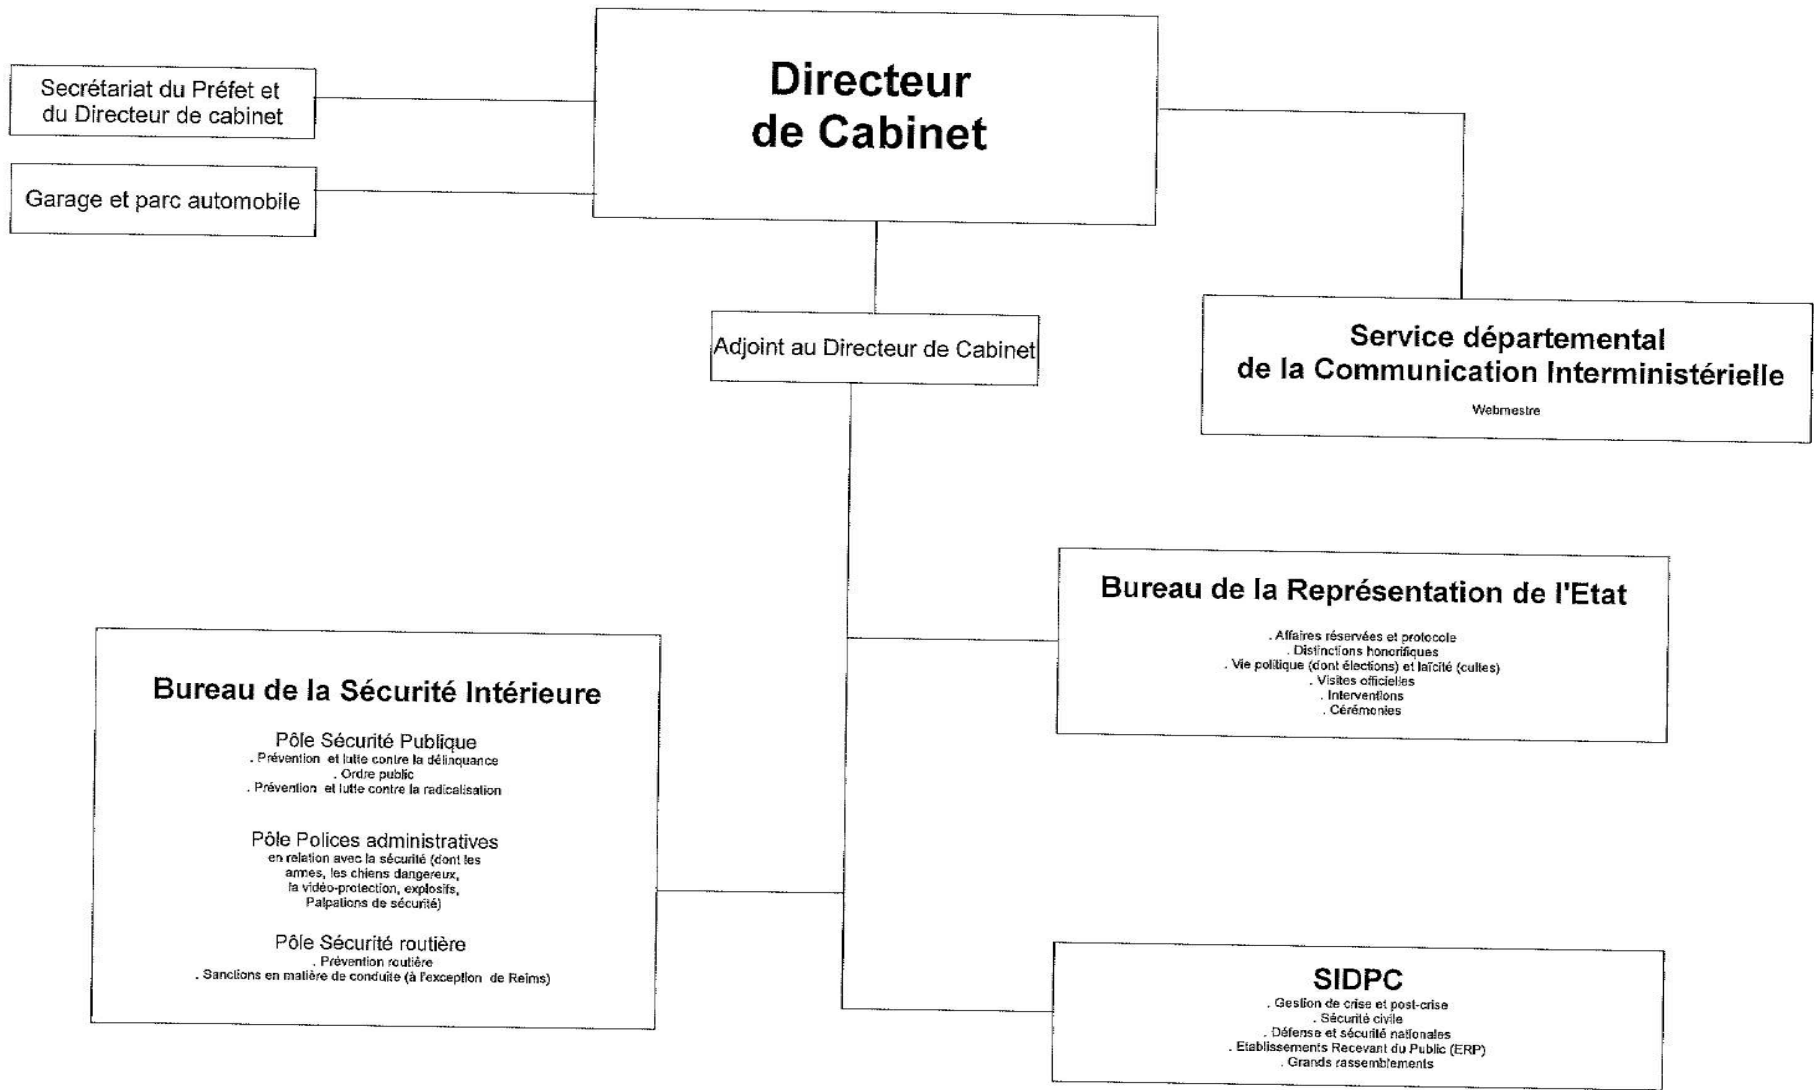 Directeur
de Cabinet
Secrétariat du Préfet et
du Directeur de cabinet
Garage et parc automobile
Adjoint au Directeur de Cabinet
Service départemental
de la Communication Interministérielle
Webmestre
Bureau de la Représentation de l'Etat
. Affaires réservées et protocole
. Distinctions honorifiques
. Vie politique (dont élections) et laïcité (cultes)
. Visites officielles
. Interventions
. Cérémonies
Bureau de la Sécurité Intérieure
Pôle Sécurité Publique
. Prévention et lutte contre la délinquance
. Ordre public
. Prévention et lutte contre la radicalisation
Pôle Polices administratives
en relation avec la sécurité (dont les
armes, les chiens dangereux,
la vidéo-protection, explosifs,
Palpations de sécurité)
Pôle Sécurité routière
. Prévention routière
. Sanctions en matière de conduite (à l'exception de Reims)
SIDPC
. Gestion de crise et post-crise
. Sécurité civile
. Défense et sécurité nationales
. Etablissements Recevant du Public (ERP)
. Grands rassemblements